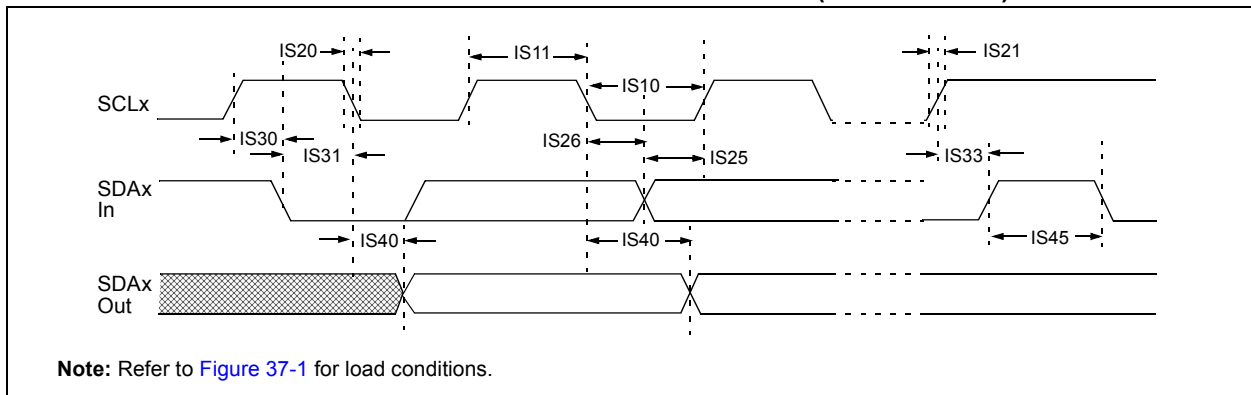 IS20
IS11
IS21
IS10
SCLx
IS30
IS26
IS31
IS25
IS33
SDAx
In
IS40
IS40
IS45
SDAx
Out
Note: Refer to Figure 37-1 for load conditions.